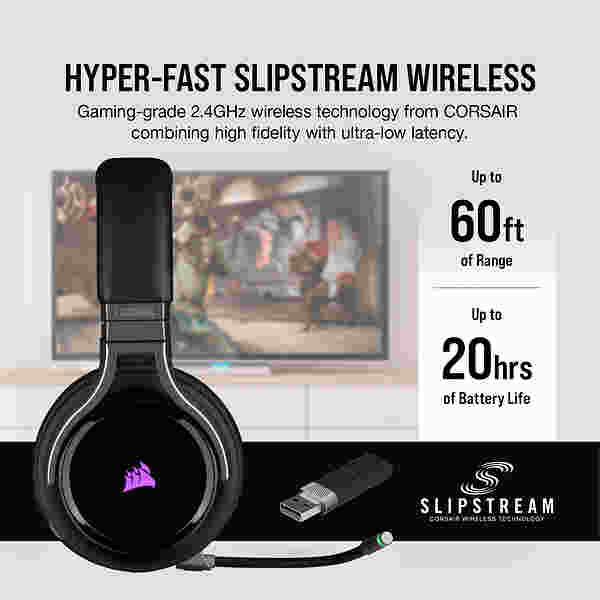 HYPER-FAST SLIPSTREAM WIRELESS
Gaming-grade 2.4GHz wireless technology from CORSAIR
combining high fidelity with ultra-low latency.
Up to
60ft
of Range
Up to
20hrs
of Battery Life
SLIPSTREAM
CORSAIR WIRELESS TECHNOLOGY